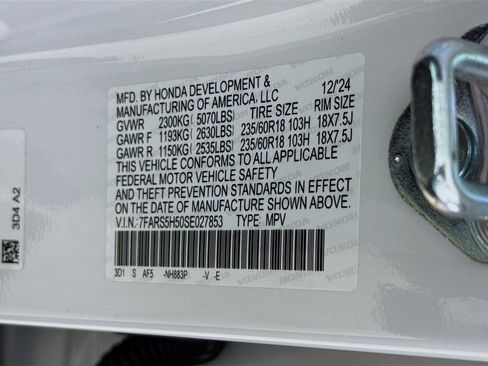 MFD. BY HONDA DEVELOPMENT &
MANUFACTURING OF AMERICA, LLC 12/'24
GVWR 2300KG( 5070LBS) TIRE SIZE RIM SIZE
GAWR F 1193KG( 2630LBS) 235/60R18 103H 18X7.5J
GAWR R 1150KG( 2535LBS) 235/60R18 103H 18X7.5J
THIS VEHICLE CONFORMS TO ALL APPLICABLE
FEDERAL MOTOR VEHICLE SAFETY
AND THEFT PREVENTION STANDARDS IN EFFECT
ON THE DATE OF MANUFACTURE SHOWN ABOVE.
V.I.N.: 7FARS5H50SE027853 TYPE: MPV
3D1 S AF5 -NH883P -V -E
3D4 A2